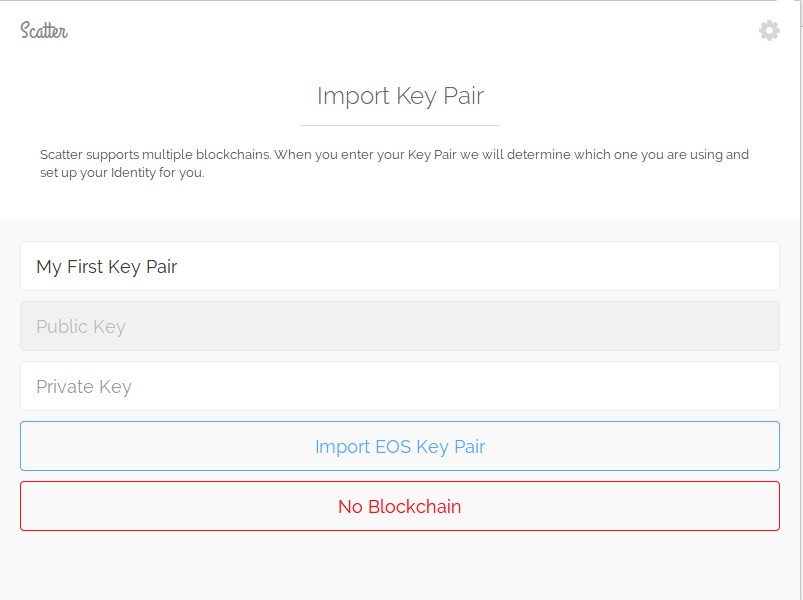 Scatter
Import Key Pair
Scatter supports multiple blockchains. When you enter your Key Pair we will determine which one you are using and
set up your Identity for you.
My First Key Pair
Public Key
Private Key
Import EOS Key Pair
No Blockchain